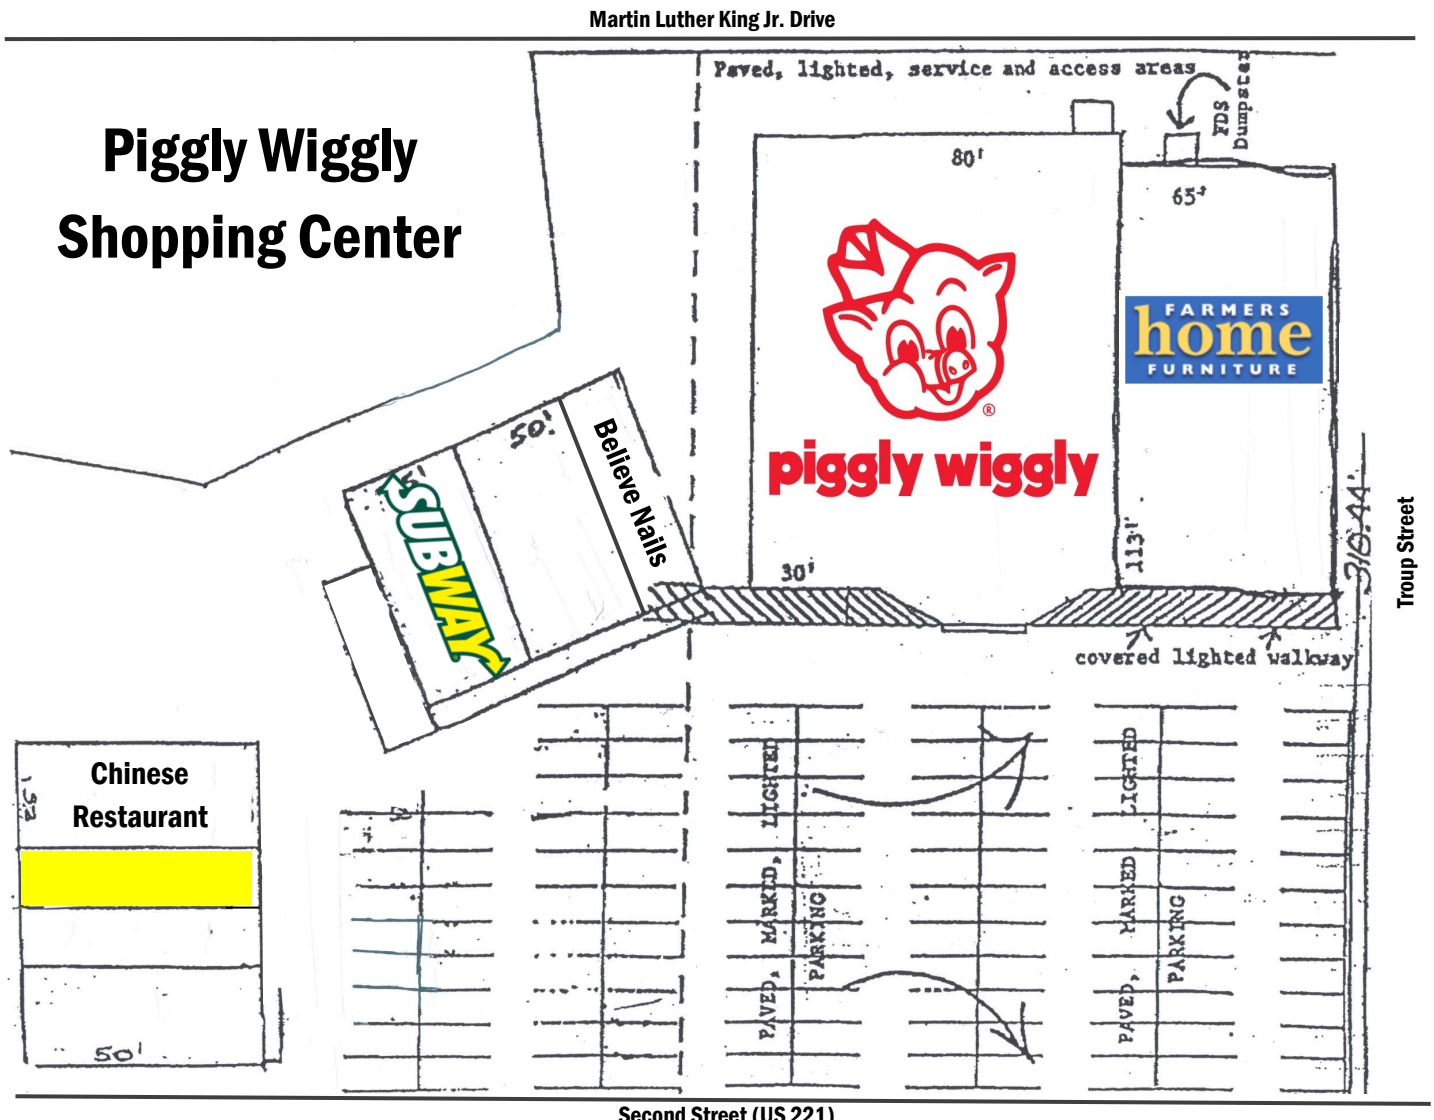 Martin Luther King Jr. Drive
Paved, lighted, service and access areas
FDS
Dumpster
Piggly Wiggly
Shopping Center
80'
65'
FARMERS
home
FURNITURE
®
piggly wiggly
50'
Believe Nails
SUBWAY
113'
30'
310.44'
Troup Street
covered lighted walkway
Chinese
Restaurant
PAVED, MARKED, LIGHTED
PARKING
PAVED, MARKED LIGHTED
PARKING
50'
Second Street (US 221)